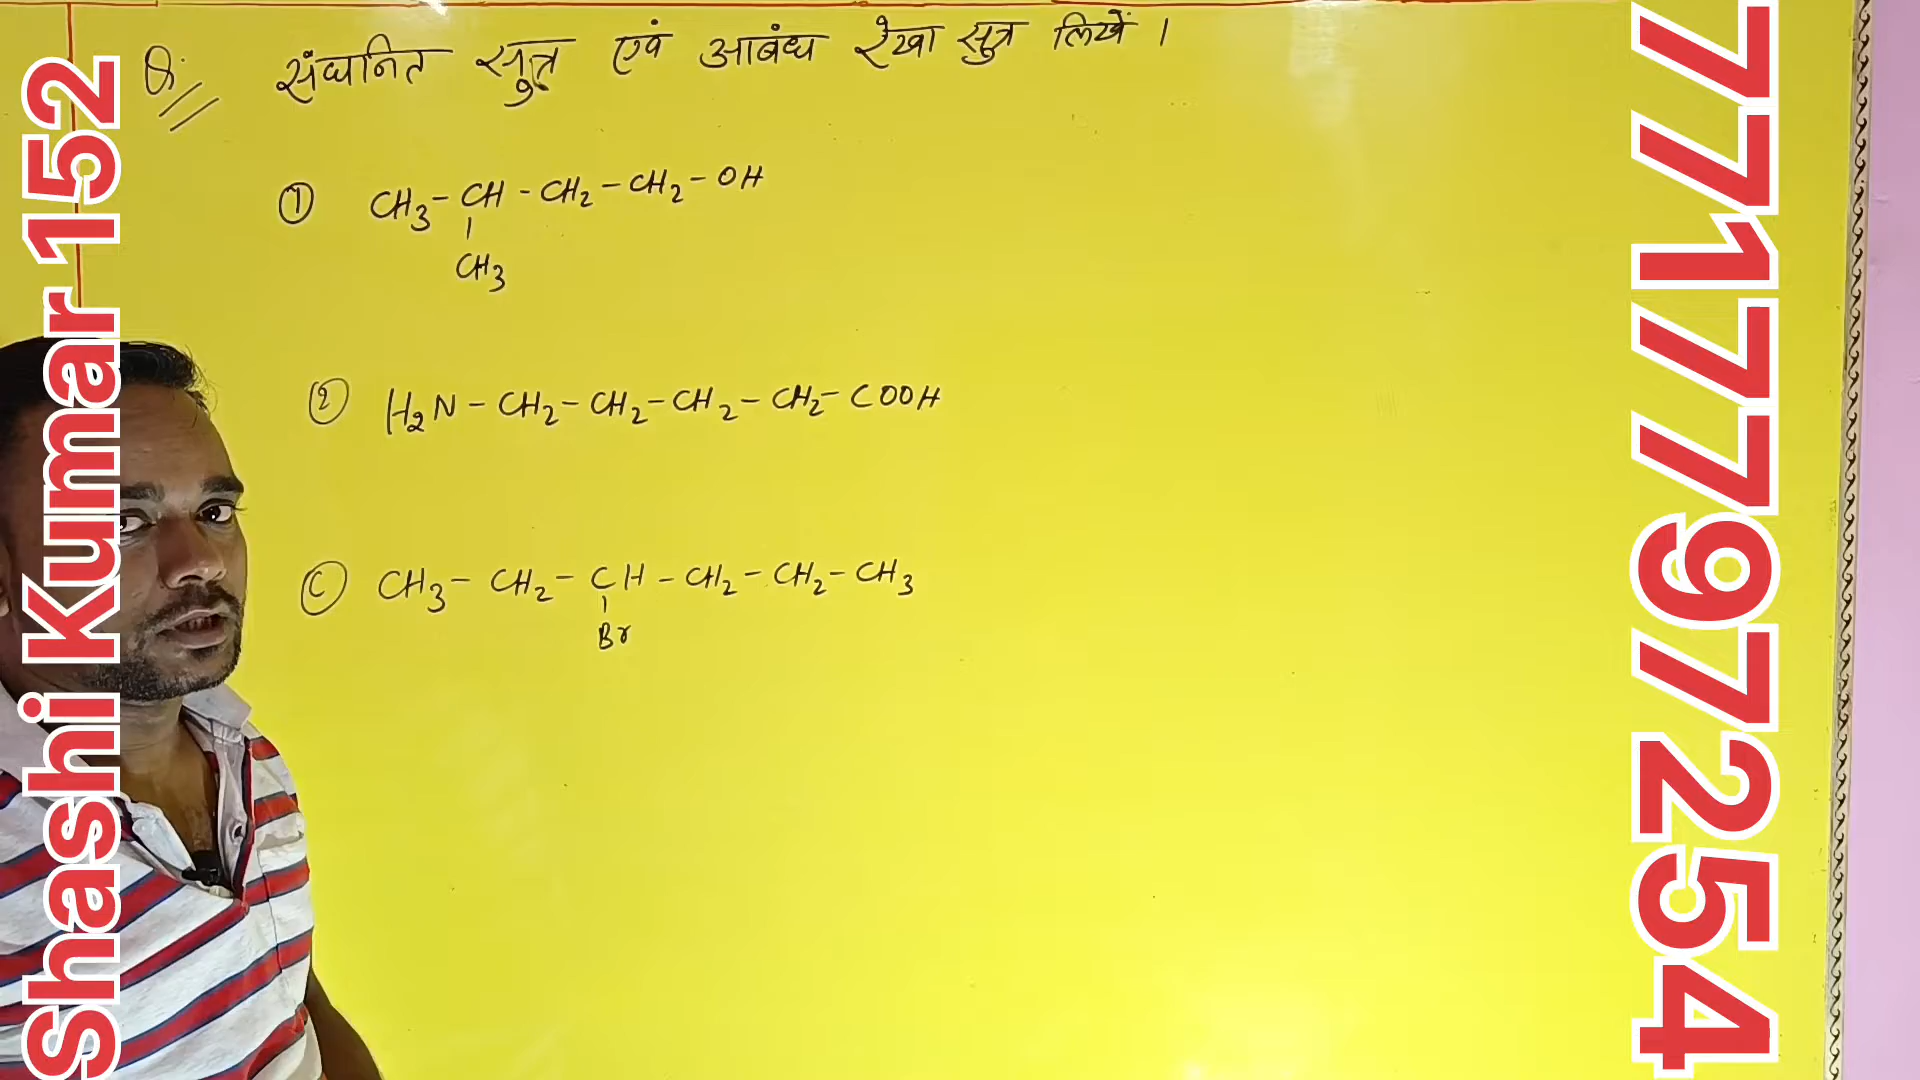 Q: संघनित सूत्र एवं आबंध रेखा सूत्र लिखें ।
① CH₃ - CH - CH₂ - CH₂ - OH
|
CH₃
② H₂N - CH₂ - CH₂ - CH₂ - CH₂ - COOH
Ⓒ CH₃ - CH₂ - CH - CH₂ - CH₂ - CH₃
|
Br
Shashi Kumar 152
7717797254